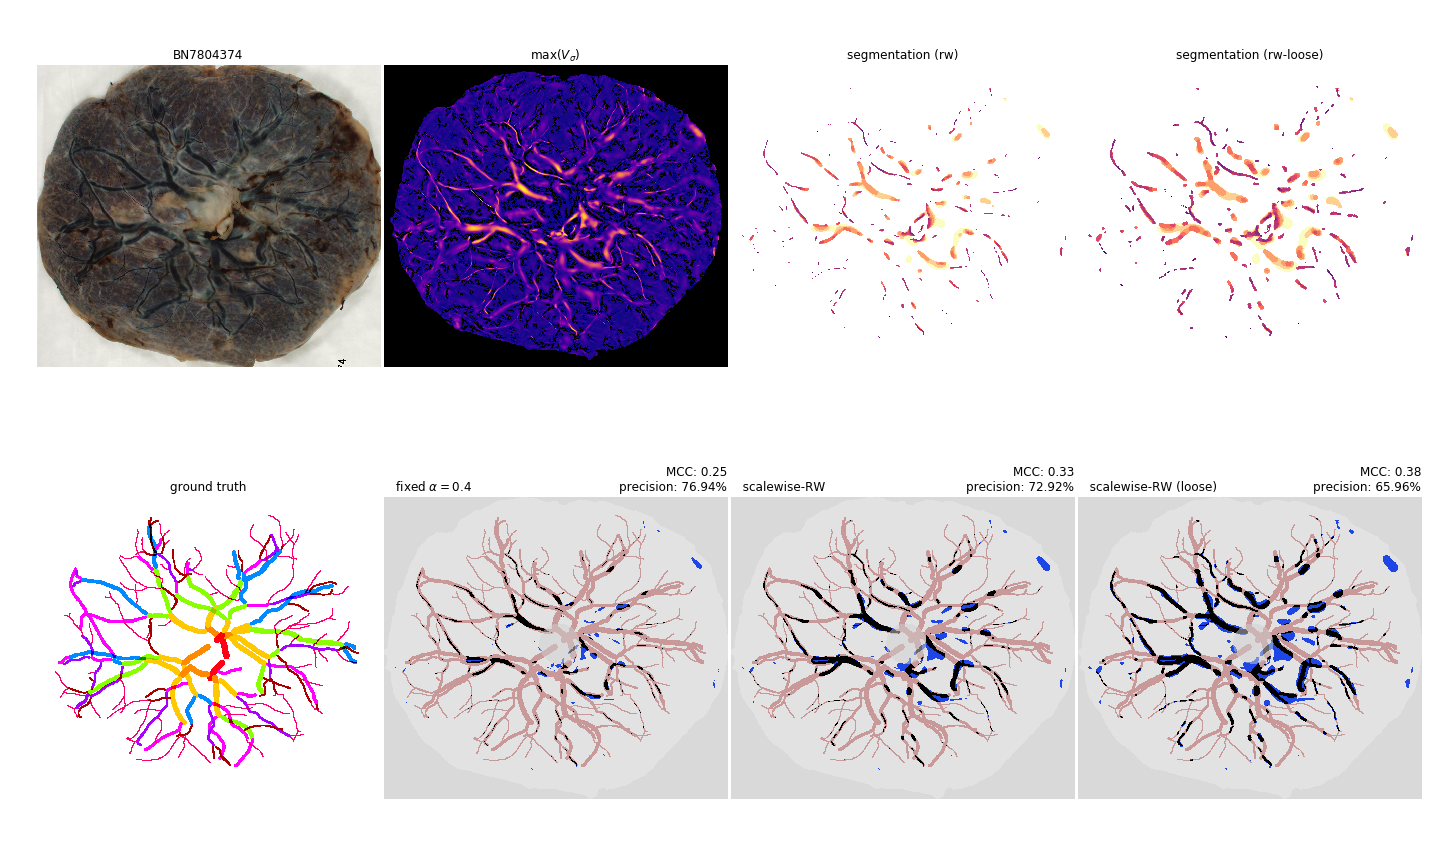 BN7804374
max(V_σ)
segmentation (rw)
segmentation (rw-loose)
ground truth
fixed α = 0.4
MCC: 0.25
precision: 76.94%
scalewise-RW
MCC: 0.33
precision: 72.92%
scalewise-RW (loose)
MCC: 0.38
precision: 65.96%